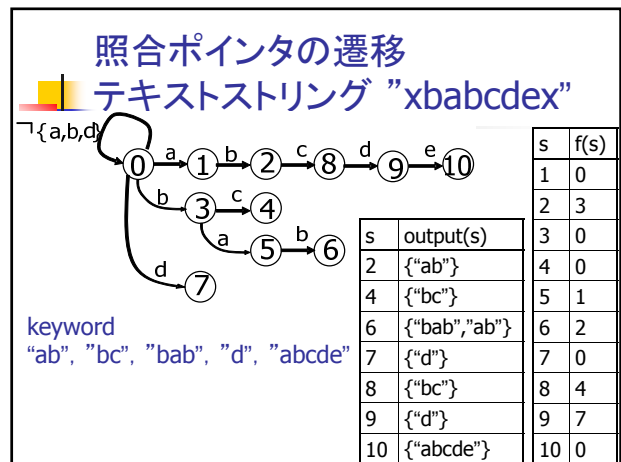 照合ポインタの遷移
テキストストリング ”xbabcdex”
¬{a,b,d}
0 a 1 b 2 c 8 d 9 e 10
b 3 c 4
a 5 b 6
d 7
keyword
“ab”, ”bc”, ”bab”, ”d”, ”abcde”
s output(s)
2 {“ab”}
4 {“bc”}
6 {“bab”,”ab”}
7 {“d”}
8 {“bc”}
9 {“d”}
10 {“abcde”}
s f(s)
1 0
2 3
3 0
4 0
5 1
6 2
7 0
8 4
9 7
10 0